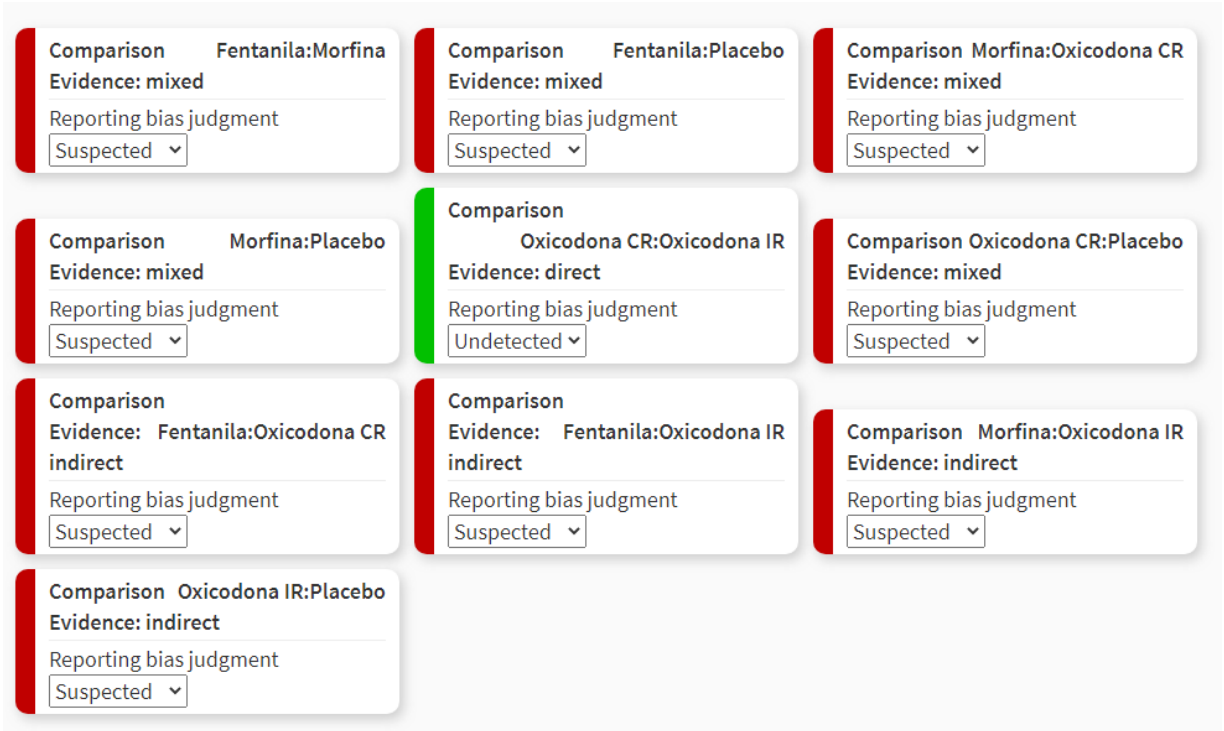 Comparison Fentanila:Morfina
Evidence: mixed
Reporting bias judgment
Suspected
Comparison Fentanila:Placebo
Evidence: mixed
Reporting bias judgment
Suspected
Comparison Morfina:Oxicodona CR
Evidence: mixed
Reporting bias judgment
Suspected
Comparison Morfina:Placebo
Evidence: mixed
Reporting bias judgment
Suspected
Comparison
Oxicodona CR:Oxicodona IR
Evidence: direct
Reporting bias judgment
Undetected
Comparison Oxicodona CR:Placebo
Evidence: mixed
Reporting bias judgment
Suspected
Comparison
Evidence: Fentanila:Oxicodona CR
indirect
Reporting bias judgment
Suspected
Comparison
Evidence: Fentanila:Oxicodona IR
indirect
Reporting bias judgment
Suspected
Comparison Morfina:Oxicodona IR
Evidence: indirect
Reporting bias judgment
Suspected
Comparison Oxicodona IR:Placebo
Evidence: indirect
Reporting bias judgment
Suspected